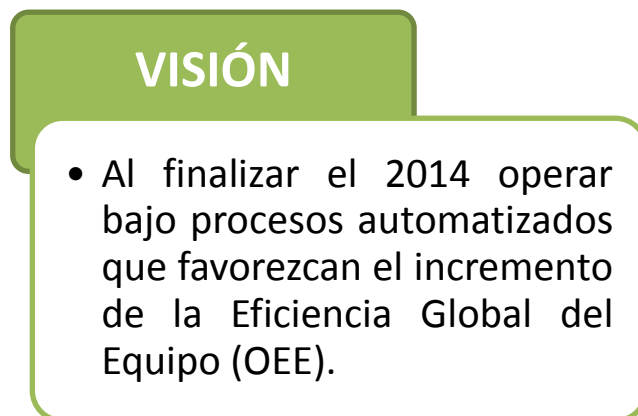 VISIÓN
• Al finalizar el 2014 operar
bajo procesos automatizados
que favorezcan el incremento
de la Eficiencia Global del
Equipo (OEE).